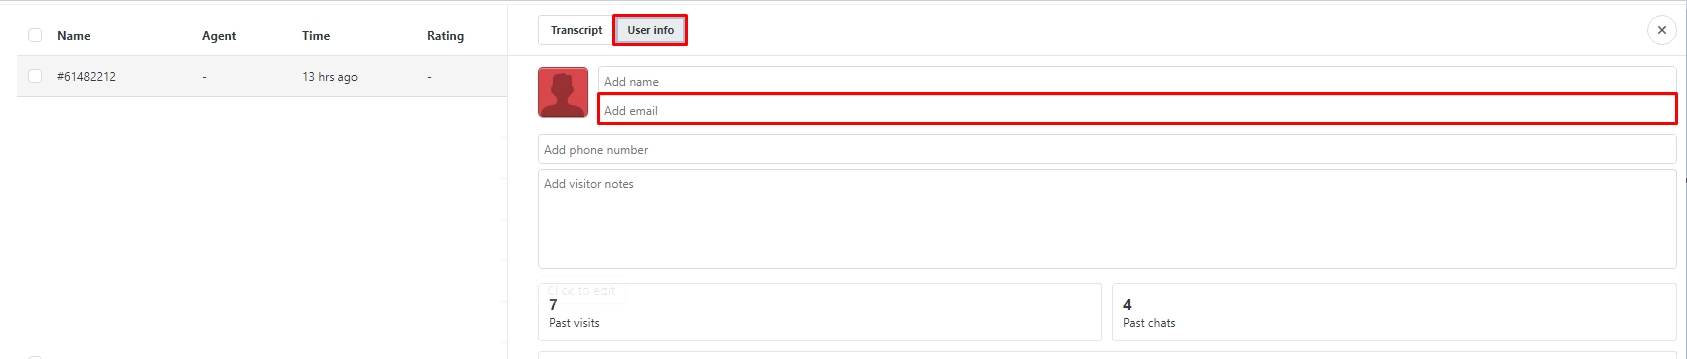 Name Agent Time Rating
#61482212 - 13 hrs ago -
Transcript User info
Add name
Add email
Add phone number
Add visitor notes
Click to edit
7
Past visits
4
Past chats